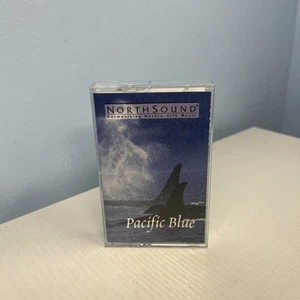 NORTHSOUND®
Harmonizing Nature with Music
Pacific Blue